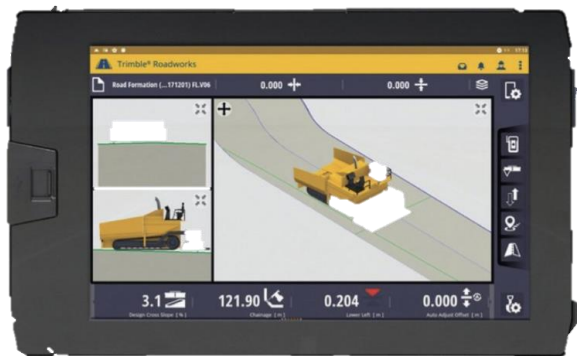 Trimble® Roadworks
Road Formation (...171201) FL.V06
0.000
0.000
3.1
Design Cross Slope [ % ]
121.90
Chainage [ m ]
0.204
Lower Left [ m ]
0.000
Auto Adjust Offset [ m ]